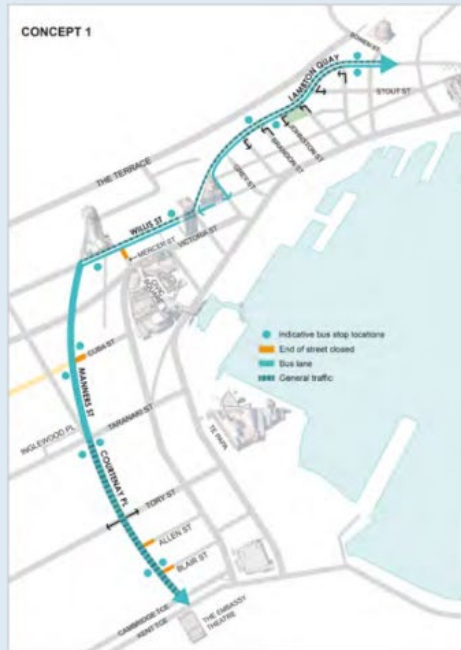 CONCEPT 1
BOWEN ST
LAMBTON QUAY
STOUT ST
JOHNSTON ST
BRANDON ST
GREY ST
THE TERRACE
WILLIS ST
MERCER ST
VICTORIA ST
CIVIC SQUARE
Indicative bus stop locations
End of street closed
Bus lane
General traffic
CUBA ST
MANNERS ST
TARANAKI ST
INGLEWOOD PL
TE PAPA
COURTENAY PL
TORY ST
ALLEN ST
BLAIR ST
CAMBRIDGE TCE
KENT TCE
THE EMBASSY
THEATRE